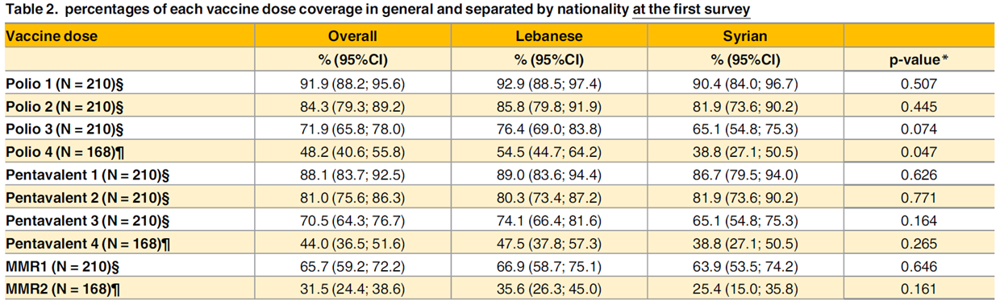 Table 2. percentages of each vaccine dose coverage in general and separated by nationality at the first survey
Vaccine dose Overall Lebanese Syrian
% (95%CI) % (95%CI) % (95%CI) p-value*
Polio 1 (N = 210)§ 91.9 (88.2; 95.6) 92.9 (88.5; 97.4) 90.4 (84.0; 96.7) 0.507
Polio 2 (N = 210)§ 84.3 (79.3; 89.2) 85.8 (79.8; 91.9) 81.9 (73.6; 90.2) 0.445
Polio 3 (N = 210)§ 71.9 (65.8; 78.0) 76.4 (69.0; 83.8) 65.1 (54.8; 75.3) 0.074
Polio 4 (N = 168)¶ 48.2 (40.6; 55.8) 54.5 (44.7; 64.2) 38.8 (27.1; 50.5) 0.047
Pentavalent 1 (N = 210)§ 88.1 (83.7; 92.5) 89.0 (83.6; 94.4) 86.7 (79.5; 94.0) 0.626
Pentavalent 2 (N = 210)§ 81.0 (75.6; 86.3) 80.3 (73.4; 87.2) 81.9 (73.6; 90.2) 0.771
Pentavalent 3 (N = 210)§ 70.5 (64.3; 76.7) 74.1 (66.4; 81.6) 65.1 (54.8; 75.3) 0.164
Pentavalent 4 (N = 168)¶ 44.0 (36.5; 51.6) 47.5 (37.8; 57.3) 38.8 (27.1; 50.5) 0.265
MMR1 (N = 210)§ 65.7 (59.2; 72.2) 66.9 (58.7; 75.1) 63.9 (53.5; 74.2) 0.646
MMR2 (N = 168)¶ 31.5 (24.4; 38.6) 35.6 (26.3; 45.0) 25.4 (15.0; 35.8) 0.161